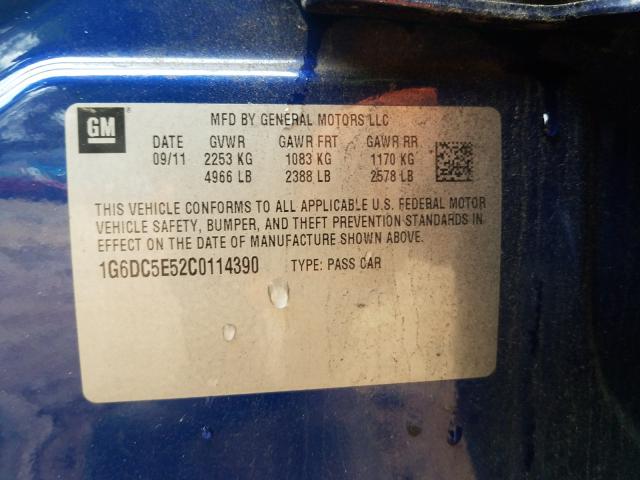 GM
MFD BY GENERAL MOTORS LLC
DATE GVWR GAWR FRT GAWR RR
09/11 2253 KG 1083 KG 1170 KG
4966 LB 2388 LB 2578 LB
THIS VEHICLE CONFORMS TO ALL APPLICABLE U.S. FEDERAL MOTOR
VEHICLE SAFETY, BUMPER, AND THEFT PREVENTION STANDARDS IN
EFFECT ON THE DATE OF MANUFACTURE SHOWN ABOVE.
1G6DC5E52C0114390 TYPE: PASS CAR